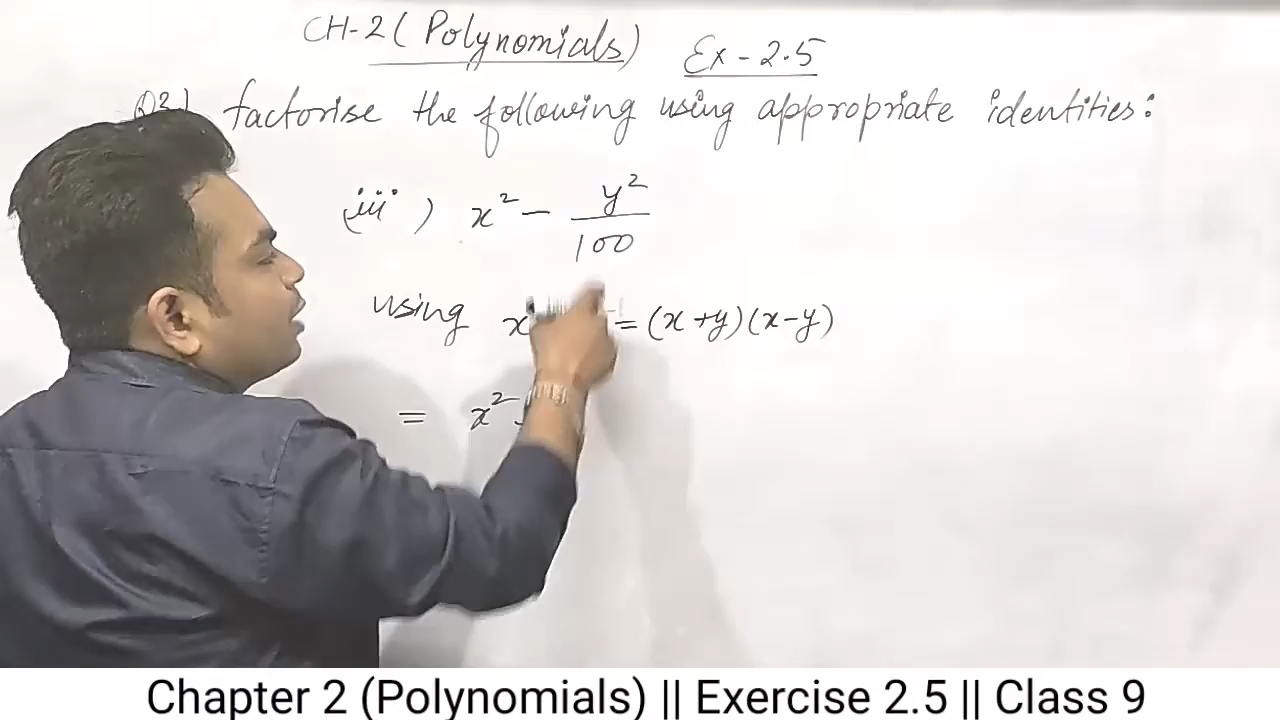 CH-2 (Polynomials) Ex-2.5
Q3) factorise the following using appropriate identities:
(iii) x² - y²/100
using x = (x+y)(x-y)
= x²
Chapter 2 (Polynomials) || Exercise 2.5 || Class 9